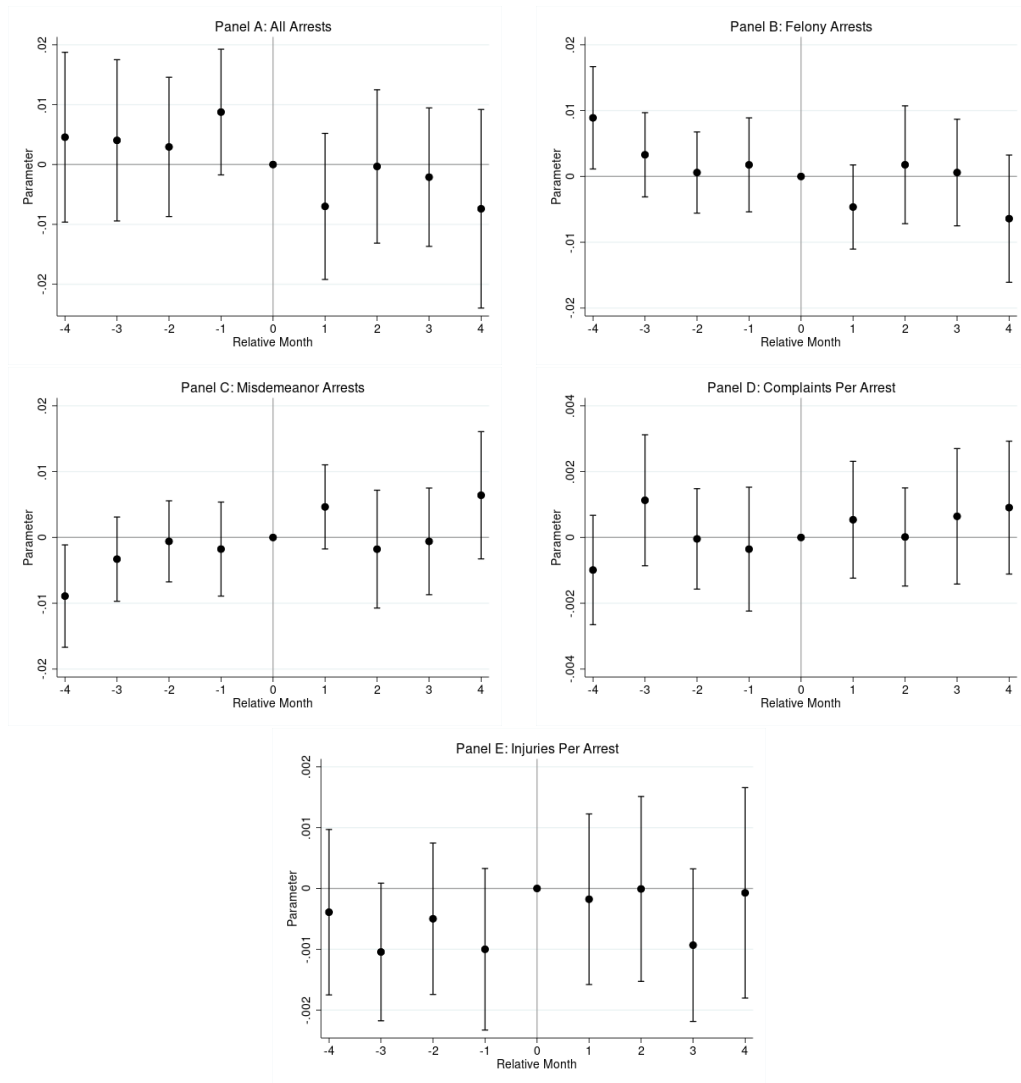 Panel A: All Arrests
.02
.01
0
-.01
-.02
Parameter
-4 -3 -2 -1 0 1 2 3 4
Relative Month
Panel B: Felony Arrests
.02
.01
0
-.01
-.02
Parameter
-4 -3 -2 -1 0 1 2 3 4
Relative Month
Panel C: Misdemeanor Arrests
.02
.01
0
-.01
-.02
Parameter
-4 -3 -2 -1 0 1 2 3 4
Relative Month
Panel D: Complaints Per Arrest
.004
.002
0
-.002
-.004
Parameter
-4 -3 -2 -1 0 1 2 3 4
Relative Month
Panel E: Injuries Per Arrest
.002
.001
0
-.001
-.002
Parameter
-4 -3 -2 -1 0 1 2 3 4
Relative Month